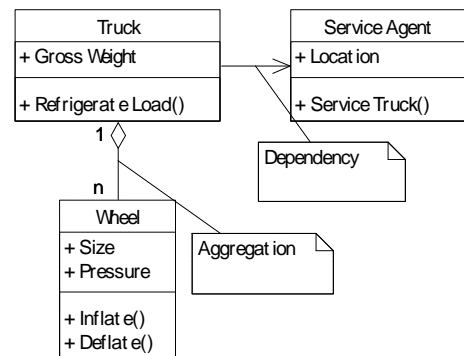 Truck
+ Gross Weight
+ Refrigerate Load()
Service Agent
+ Location
+ Service Truck()
1
n
Dependency
Wheel
+ Size
+ Pressure
+ Inflate()
+ Deflate()
Aggregation